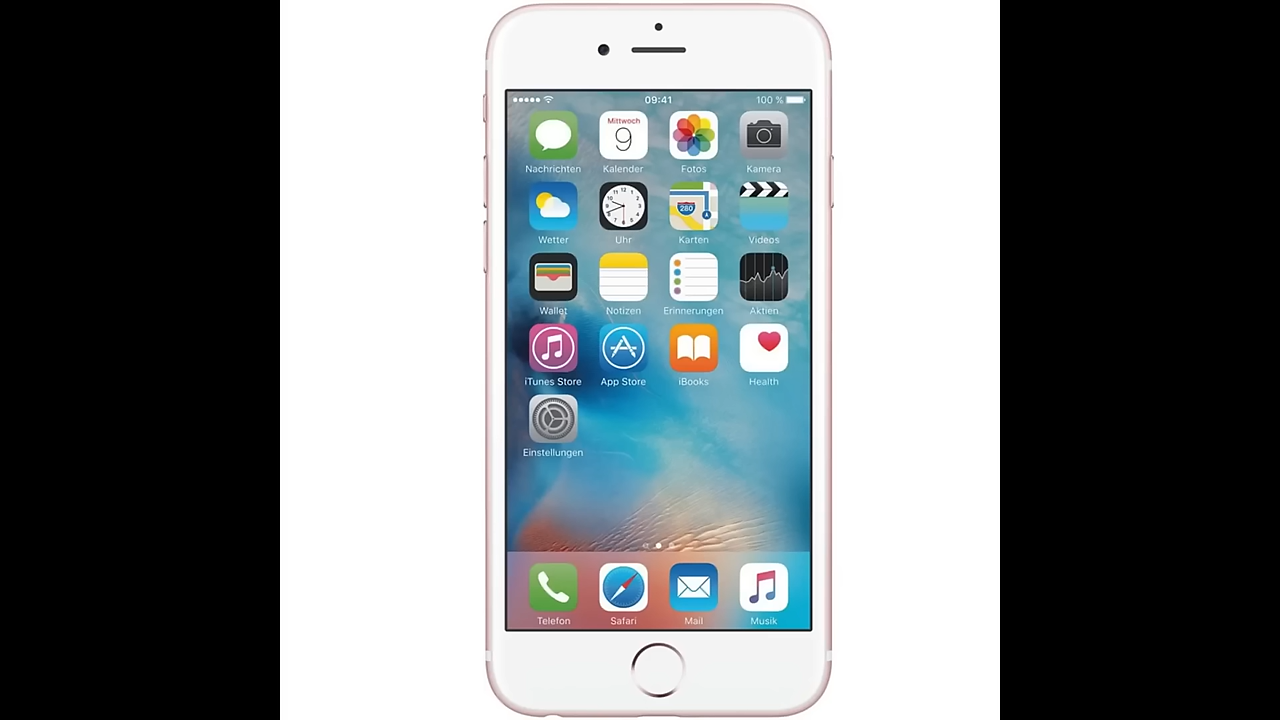 09:41 100 %
Mittwoch
9
Nachrichten Kalender Fotos Kamera
12
280
Wetter Uhr Karten Videos
Wallet Notizen Erinnerungen Aktien
iTunes Store App Store iBooks Health
Einstellungen
Telefon Safari Mail Musik